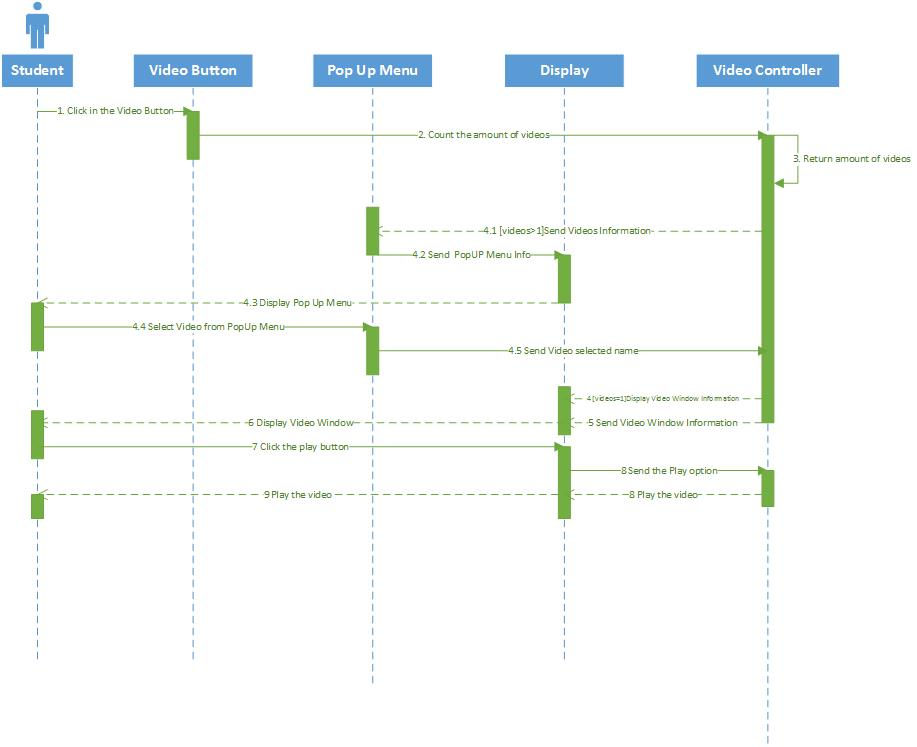 Student
Video Button
Pop Up Menu
Display
Video Controller
1. Click in the Video Button
2. Count the amount of videos
3. Return amount of videos
4.1 [videos>1]Send Videos Information
4.2 Send PopUP Menu Info
4.3 Display Pop Up Menu
4.4 Select Video from PopUp Menu
4.5 Send Video selected name
4 [videos=1]Display Video Window Information
6 Display Video Window
5 Send Video Window Information
7 Click the play button
8 Send the Play option
9 Play the video
8 Play the video